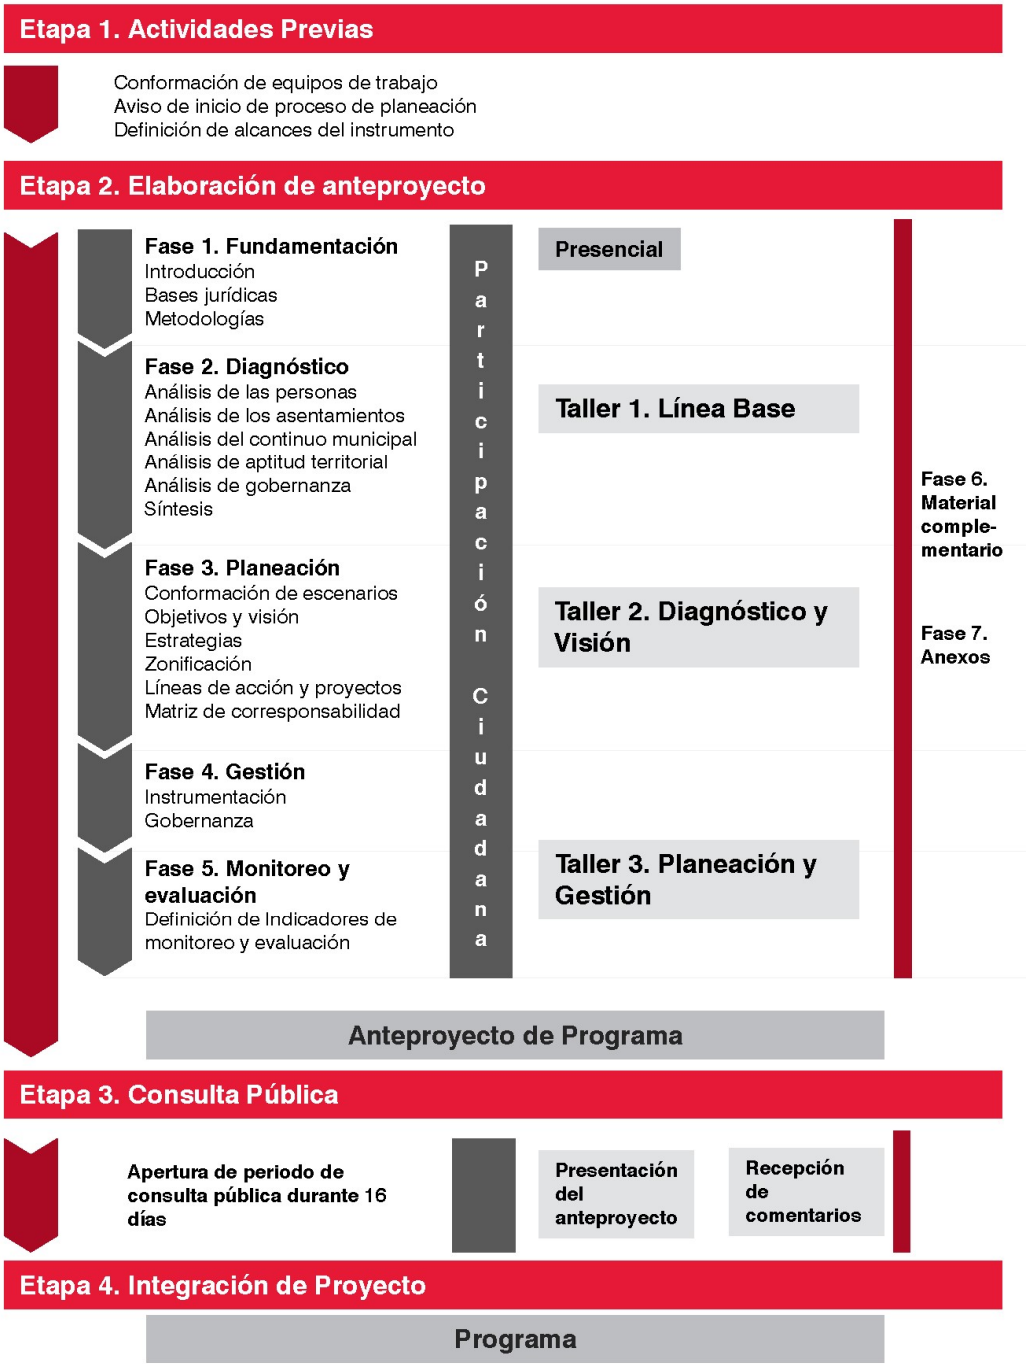 Etapa 1. Actividades Previas
Conformación de equipos de trabajo
Aviso de inicio de proceso de planeación
Definición de alcances del instrumento
Etapa 2. Elaboración de anteproyecto
Fase 1. Fundamentación
Introducción
Bases jurídicas
Metodologías
Fase 2. Diagnóstico
Análisis de las personas
Análisis de los asentamientos
Análisis del continuo municipal
Análisis de aptitud territorial
Análisis de gobernanza
Síntesis
Fase 3. Planeación
Conformación de escenarios
Objetivos y visión
Estrategias
Zonificación
Líneas de acción y proyectos
Matriz de corresponsabilidad
Fase 4. Gestión
Instrumentación
Gobernanza
Fase 5. Monitoreo y
evaluación
Definición de Indicadores de
monitoreo y evaluación
Participación Ciudadana
Presencial
Taller 1. Línea Base
Taller 2. Diagnóstico y
Visión
Taller 3. Planeación y
Gestión
Fase 6.
Material
comple-
mentario
Fase 7.
Anexos
Anteproyecto de Programa
Etapa 3. Consulta Pública
Apertura de periodo de
consulta pública durante 16
días
Presentación
del
anteproyecto
Recepción
de
comentarios
Etapa 4. Integración de Proyecto
Programa